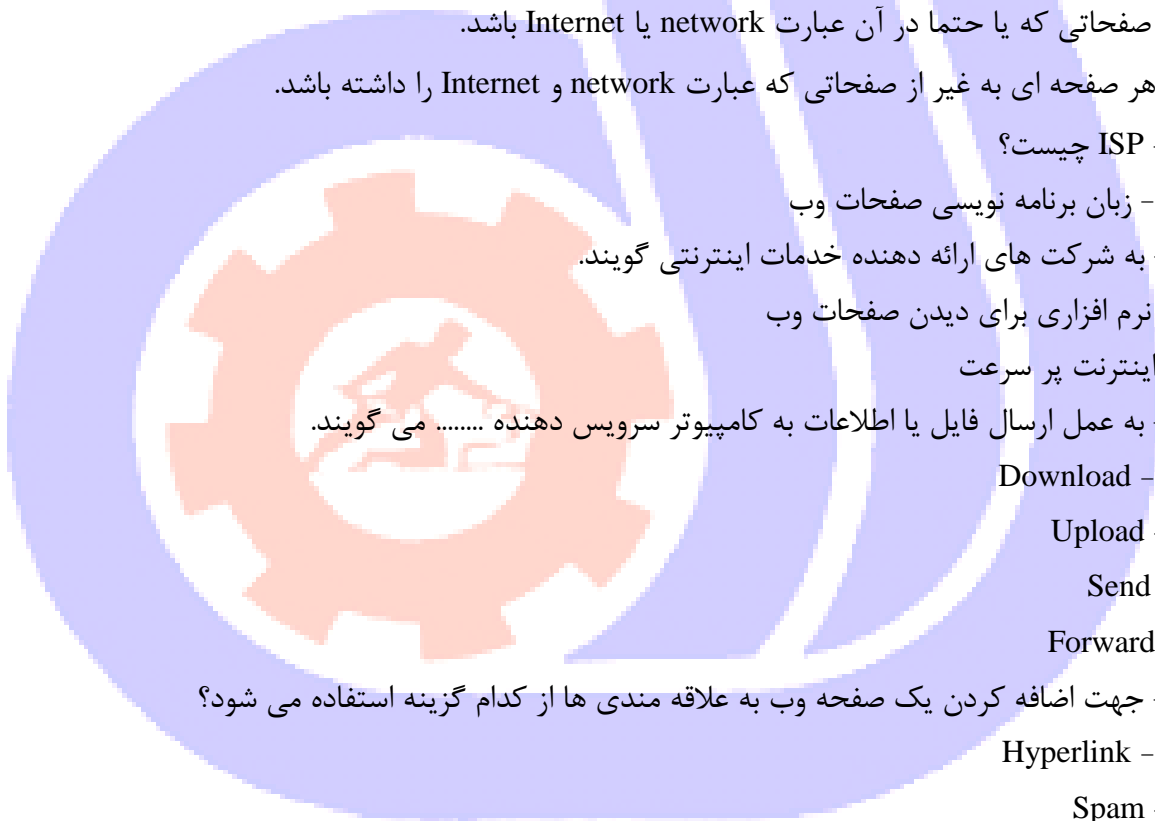 صفحاتی که یا حتما در آن عبارت network یا Internet باشد.
هر صفحه ای به غیر از صفحاتی که عبارت network و Internet را داشته باشد.
- ISP چیست؟
- زبان برنامه نویسی صفحات وب
- به شرکت های ارائه دهنده خدمات اینترنتی گویند.
نرم افزاری برای دیدن صفحات وب
اینترنت پر سرعت
- به عمل ارسال فایل یا اطلاعات به کامپیوتر سرویس دهنده ........ می گویند.
- Download
- Upload
Send
Forward
- جهت اضافه کردن یک صفحه وب به علاقه مندی ها از کدام گزینه استفاده می شود؟
- Hyperlink
- Spam